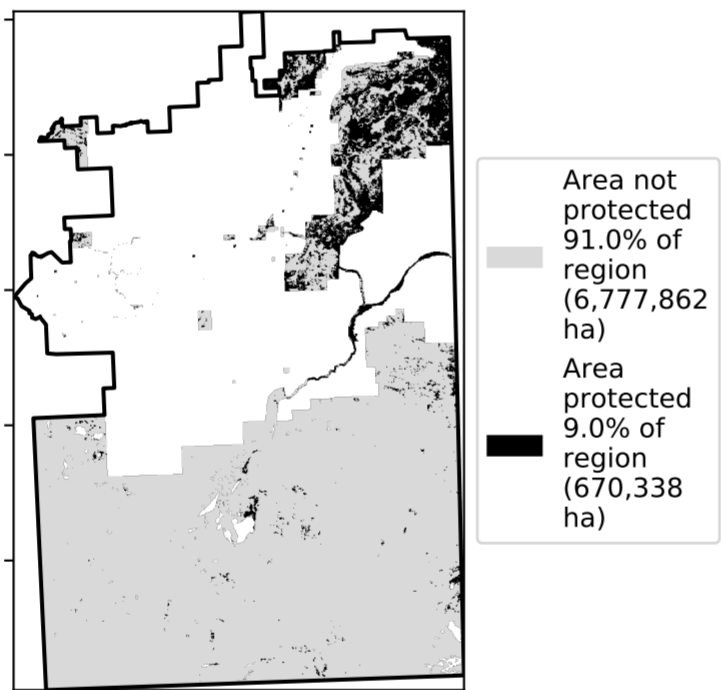 Area not
protected
91.0% of
region
(6,777,862
ha)
Area
protected
9.0% of
region
(670,338
ha)